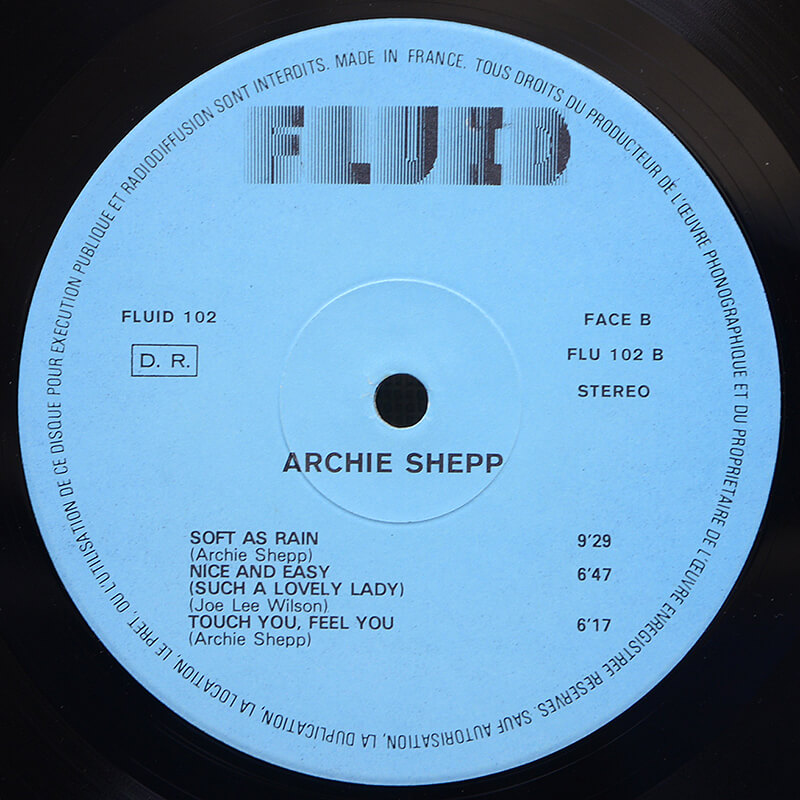 MADE IN FRANCE. TOUS DROITS DU PRODUCTEUR DE L'ŒUVRE PHONOGRAPHIQUE ET DU PROPRIETAIRE DE L'ŒUVRE ENREGISTREE RESERVES. SAUF AUTORISATION, LA DUPLICATION, LA LOCATION, LE PRET, OU L'UTILISATION DE CE DISQUE POUR EXECUTION PUBLIQUE ET RADIODIFFUSION SONT INTERDITS.
FLUID
FLUID 102
D. R.
FACE B
FLU 102 B
STEREO
ARCHIE SHEPP
SOFT AS RAIN 9'29
(Archie Shepp)
NICE AND EASY 6'47
(SUCH A LOVELY LADY)
(Joe Lee Wilson)
TOUCH YOU, FEEL YOU 6'17
(Archie Shepp)